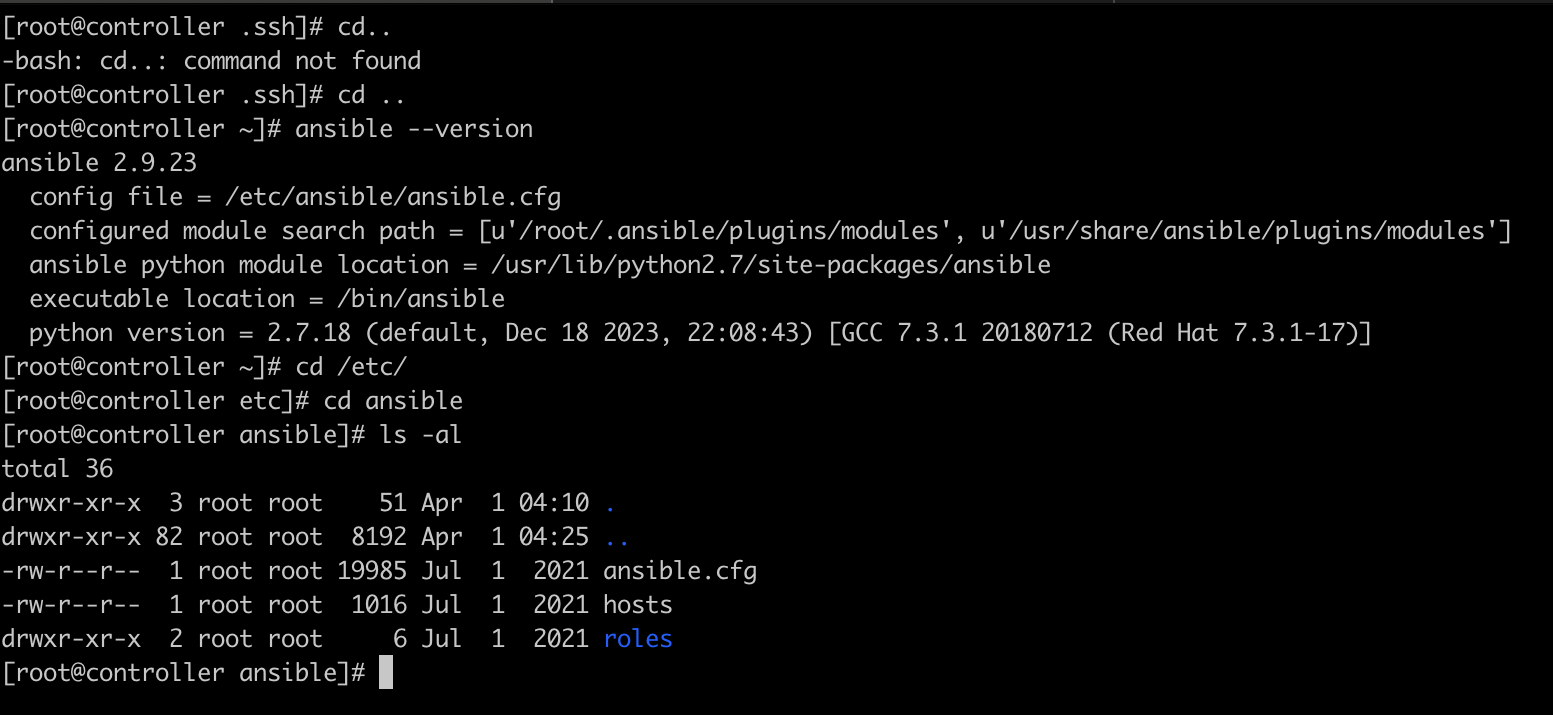 [root@controller .ssh]# cd..
-bash: cd..: command not found
[root@controller .ssh]# cd ..
[root@controller ~]# ansible --version
ansible 2.9.23
  config file = /etc/ansible/ansible.cfg
  configured module search path = [u'/root/.ansible/plugins/modules', u'/usr/share/ansible/plugins/modules']
  ansible python module location = /usr/lib/python2.7/site-packages/ansible
  executable location = /bin/ansible
  python version = 2.7.18 (default, Dec 18 2023, 22:08:43) [GCC 7.3.1 20180712 (Red Hat 7.3.1-17)]
[root@controller ~]# cd /etc/
[root@controller etc]# cd ansible
[root@controller ansible]# ls -al
total 36
drwxr-xr-x  3 root root    51 Apr  1 04:10 .
drwxr-xr-x 82 root root  8192 Apr  1 04:25 ..
-rw-r--r--  1 root root 19985 Jul  1  2021 ansible.cfg
-rw-r--r--  1 root root  1016 Jul  1  2021 hosts
drwxr-xr-x  2 root root     6 Jul  1  2021 roles
[root@controller ansible]#